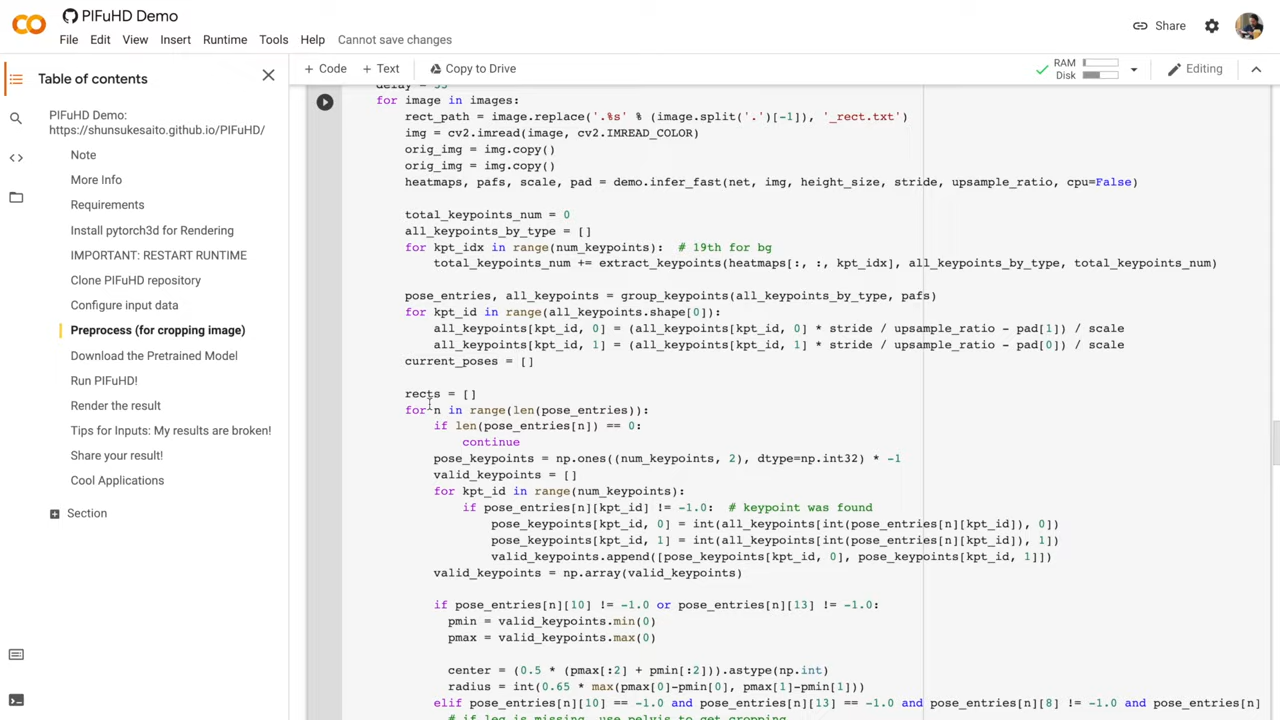 PIFuHD Demo
File Edit View Insert Runtime Tools Help Cannot save changes
Share
Table of contents
+ Code + Text Copy to Drive
RAM
Disk
Editing
PIFuHD Demo:
https://shunsukesaito.github.io/PIFuHD/
Note
More Info
Requirements
Install pytorch3d for Rendering
IMPORTANT: RESTART RUNTIME
Clone PIFuHD repository
Configure input data
Preprocess (for cropping image)
Download the Pretrained Model
Run PIFuHD!
Render the result
Tips for Inputs: My results are broken!
Share your result!
Cool Applications
Section
for image in images:
rect_path = image.replace('.%s' % (image.split('.')[-1]), '_rect.txt')
img = cv2.imread(image, cv2.IMREAD_COLOR)
orig_img = img.copy()
orig_img = img.copy()
heatmaps, pafs, scale, pad = demo.infer_fast(net, img, height_size, stride, upsample_ratio, cpu=False)
total_keypoints_num = 0
all_keypoints_by_type = []
for kpt_idx in range(num_keypoints):  # 19th for bg
total_keypoints_num += extract_keypoints(heatmaps[:, :, kpt_idx], all_keypoints_by_type, total_keypoints_num)
pose_entries, all_keypoints = group_keypoints(all_keypoints_by_type, pafs)
for kpt_id in range(all_keypoints.shape[0]):
all_keypoints[kpt_id, 0] = (all_keypoints[kpt_id, 0] * stride / upsample_ratio - pad[1]) / scale
all_keypoints[kpt_id, 1] = (all_keypoints[kpt_id, 1] * stride / upsample_ratio - pad[0]) / scale
current_poses = []
rects = []
for n in range(len(pose_entries)):
if len(pose_entries[n]) == 0:
continue
pose_keypoints = np.ones((num_keypoints, 2), dtype=np.int32) * -1
valid_keypoints = []
for kpt_id in range(num_keypoints):
if pose_entries[n][kpt_id] != -1.0:  # keypoint was found
pose_keypoints[kpt_id, 0] = int(all_keypoints[int(pose_entries[n][kpt_id]), 0])
pose_keypoints[kpt_id, 1] = int(all_keypoints[int(pose_entries[n][kpt_id]), 1])
valid_keypoints.append([pose_keypoints[kpt_id, 0], pose_keypoints[kpt_id, 1]])
valid_keypoints = np.array(valid_keypoints)
if pose_entries[n][10] != -1.0 or pose_entries[n][13] != -1.0:
pmin = valid_keypoints.min(0)
pmax = valid_keypoints.max(0)
center = (0.5 * (pmax[:2] + pmin[:2])).astype(np.int)
radius = int(0.65 * max(pmax[0]-pmin[0], pmax[1]-pmin[1]))
elif pose_entries[n][10] == -1.0 and pose_entries[n][13] == -1.0 and pose_entries[n][8] != -1.0 and pose_entries[n]
# if leg is missing, use pelvis to get cropping